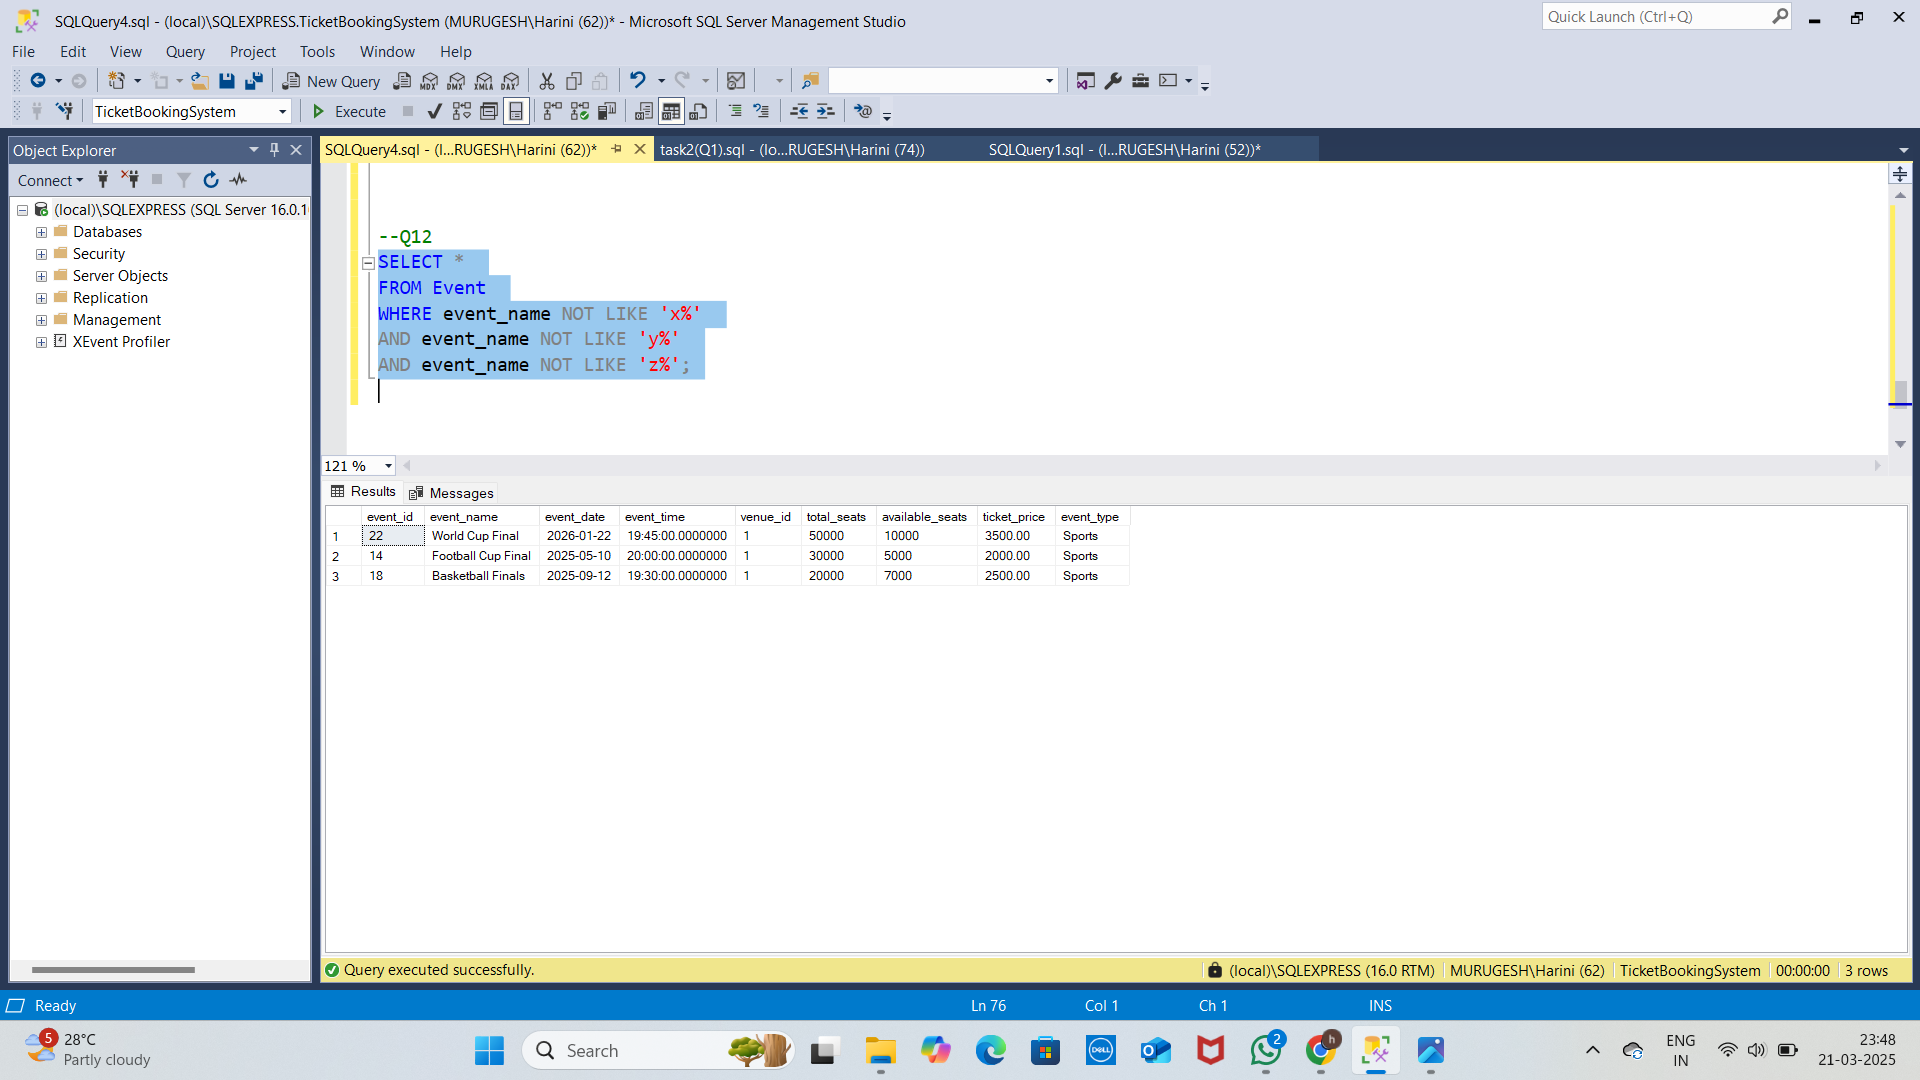 SQLQuery4.sql - (local)\SQLEXPRESS.TicketBookingSystem (MURUGESH\Harini (62))* - Microsoft SQL Server Management Studio
Quick Launch (Ctrl+Q)
File Edit View Query Project Tools Window Help
New Query MDX DMX XMLA DAX
TicketBookingSystem Execute
Object Explorer
SQLQuery4.sql - (l...RUGESH\Harini (62))* task2(Q1).sql - (lo...RUGESH\Harini (74)) SQLQuery1.sql - (l...RUGESH\Harini (52))*
Connect
(local)\SQLEXPRESS (SQL Server 16.0.1
Databases
Security
Server Objects
Replication
Management
XEvent Profiler
--Q12
SELECT *
FROM Event
WHERE event_name NOT LIKE 'x%'
AND event_name NOT LIKE 'y%'
AND event_name NOT LIKE 'z%';
121 %
Results Messages
event_id event_name event_date event_time venue_id total_seats available_seats ticket_price event_type
1 22 World Cup Final 2026-01-22 19:45:00.0000000 1 50000 10000 3500.00 Sports
2 14 Football Cup Final 2025-05-10 20:00:00.0000000 1 30000 5000 2000.00 Sports
3 18 Basketball Finals 2025-09-12 19:30:00.0000000 1 20000 7000 2500.00 Sports
Query executed successfully. (local)\SQLEXPRESS (16.0 RTM) MURUGESH\Harini (62) TicketBookingSystem 00:00:00 3 rows
Ready Ln 76 Col 1 Ch 1 INS
5 28°C
Partly cloudy
Search
DELL
2
h
ENG
IN
23:48
21-03-2025